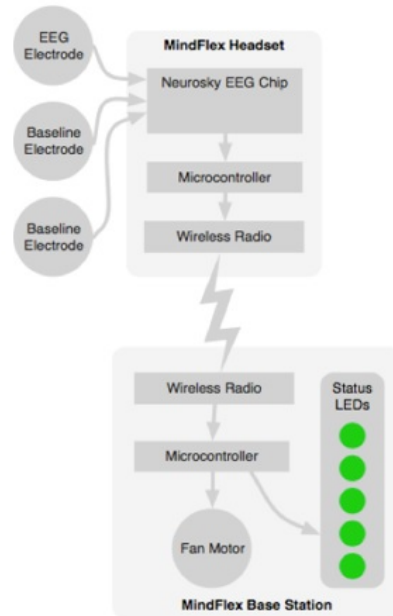 EEG
Electrode
Baseline
Electrode
Baseline
Electrode
MindFlex Headset
Neurosky EEG Chip
Microcontroller
Wireless Radio
Wireless Radio
Microcontroller
Fan Motor
Status
LEDs
MindFlex Base Station